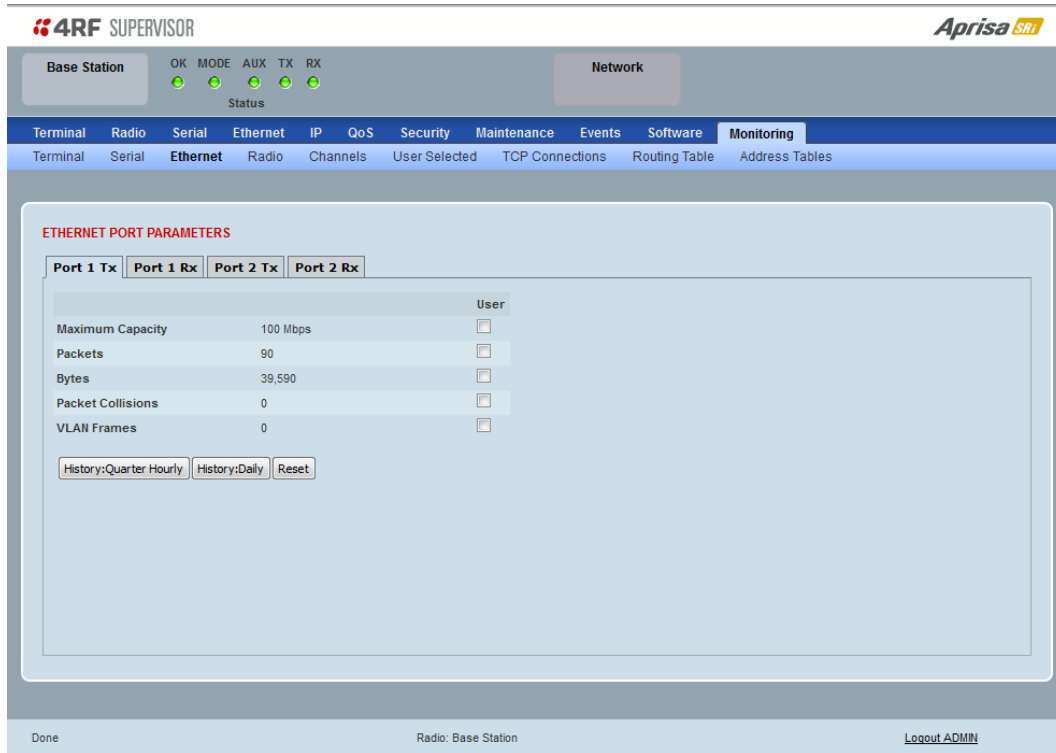 4RF SUPERVISOR
Aprisa SRi
Base Station
OK MODE AUX TX RX
Status
Network
Terminal Radio Serial Ethernet IP QoS Security Maintenance Events Software Monitoring
Terminal Serial Ethernet Radio Channels User Selected TCP Connections Routing Table Address Tables
ETHERNET PORT PARAMETERS
Port 1 Tx Port 1 Rx Port 2 Tx Port 2 Rx
User
Maximum Capacity 100 Mbps
Packets 90
Bytes 39,590
Packet Collisions 0
VLAN Frames 0
History:Quarter Hourly History:Daily Reset
Done Radio: Base Station Logout ADMIN